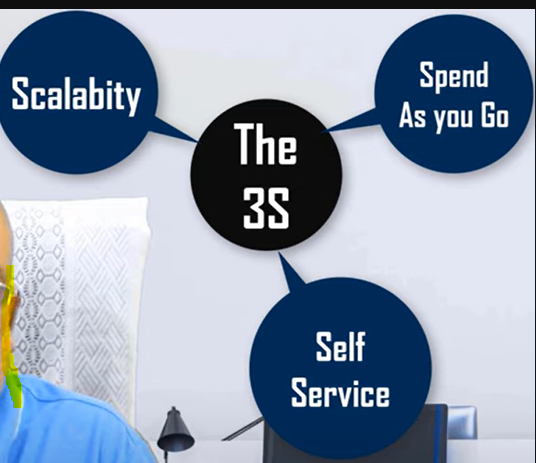 Scalabity
Spend
As you Go
The
3S
Self
Service